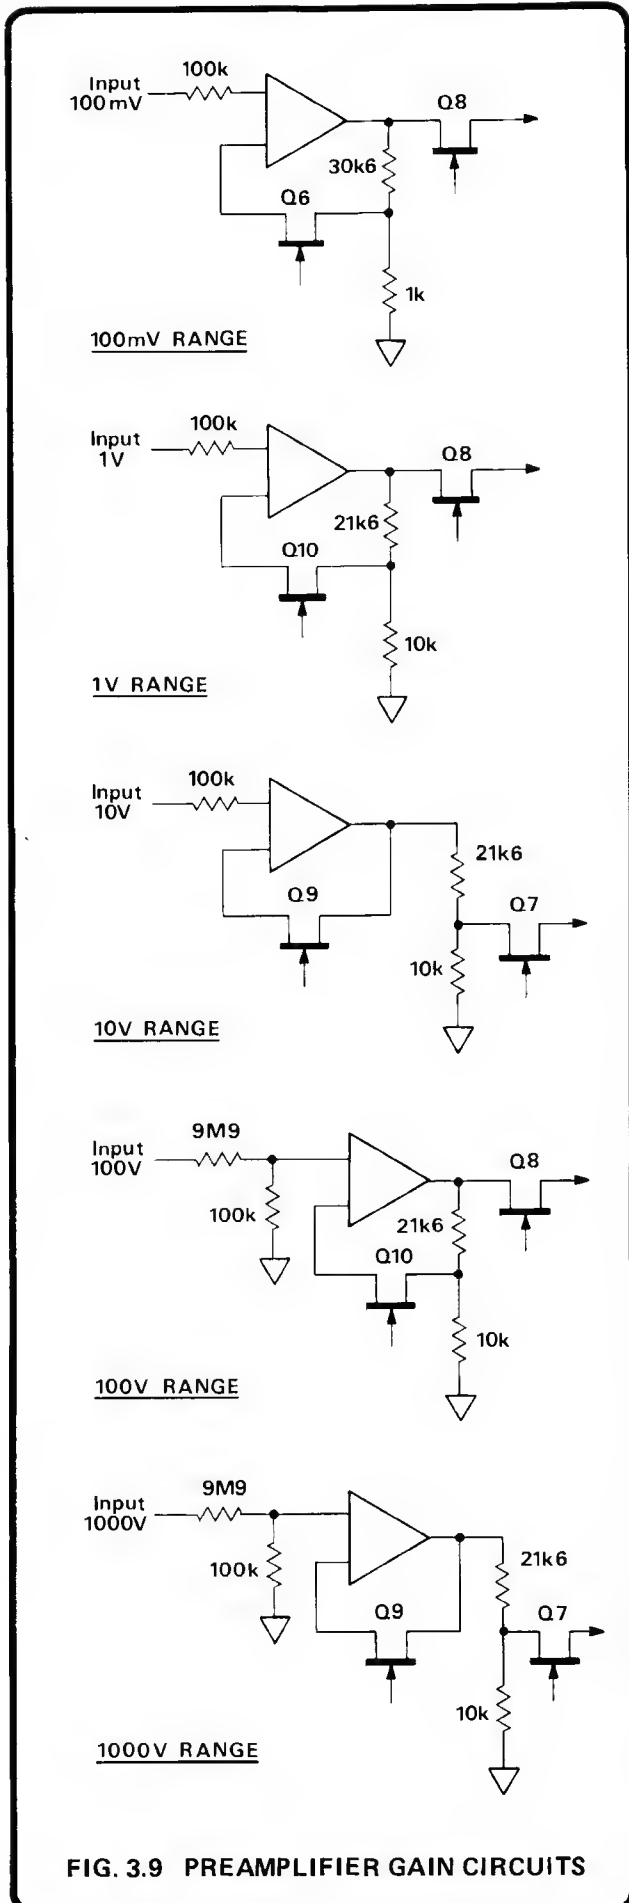 100k
Input
100mV
Q8
30k6
Q6
1k
100mV RANGE
100k
Input
1V
Q8
21k6
Q10
10k
1V RANGE
100k
Input
10V
21k6
Q9
Q7
10k
10V RANGE
9M9
Input
100V
Q8
100k
21k6
Q10
10k
100V RANGE
9M9
Input
1000V
21k6
100k
Q9
Q7
10k
1000V RANGE
FIG. 3.9 PREAMPLIFIER GAIN CIRCUITS